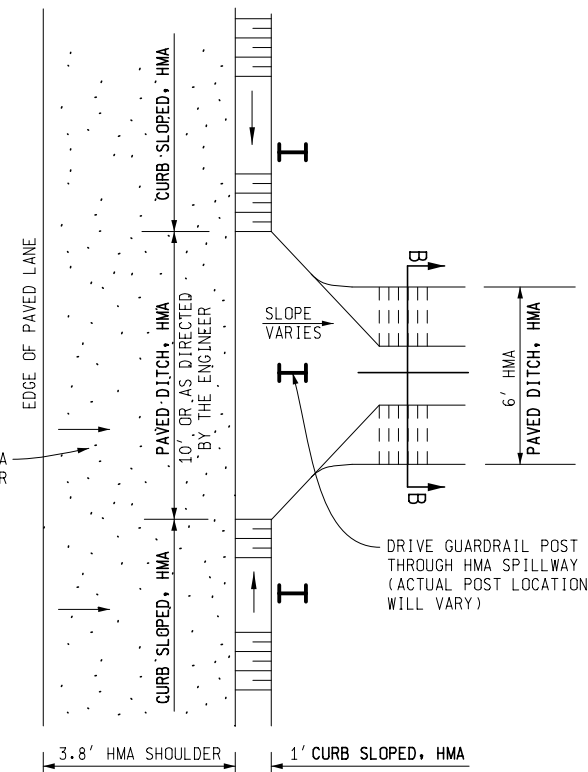 CURB SLOPED, HMA
EDGE OF PAVED LANE
PAVED DITCH, HMA
10' OR AS DIRECTED
BY THE ENGINEER
SLOPE
VARIES
B
6' HMA
PAVED DITCH, HMA
B
DRIVE GUARDRAIL POST
THROUGH HMA SPILLWAY
(ACTUAL POST LOCATION
WILL VARY)
CURB SLOPED, HMA
3.8' HMA SHOULDER
1' CURB SLOPED, HMA